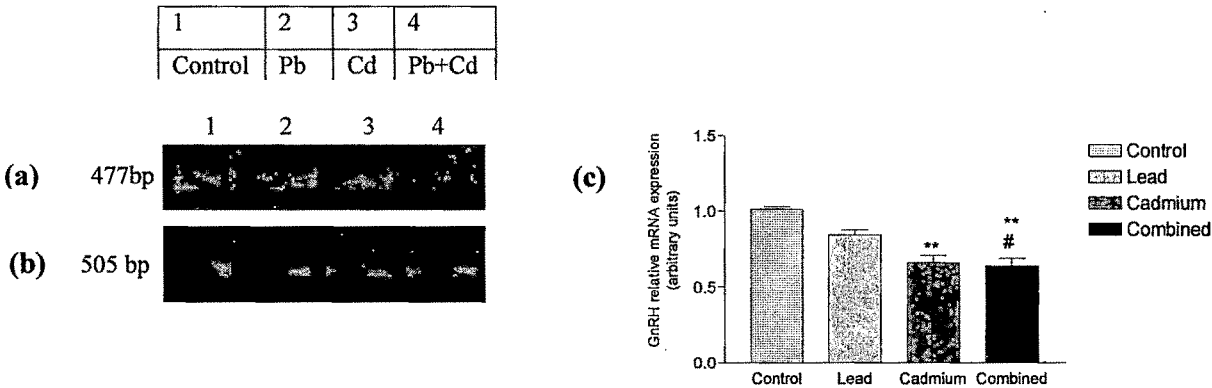 1 2 3 4
Control Pb Cd Pb+Cd
1 2 3 4
(a) 477bp
(b) 505 bp
(c)
GnRH relative mRNA expression
(arbitrary units)
1.5
1.0
0.5
0.0
**
**
#
Control Lead Cadmium Combined
Control
Lead
Cadmium
Combined